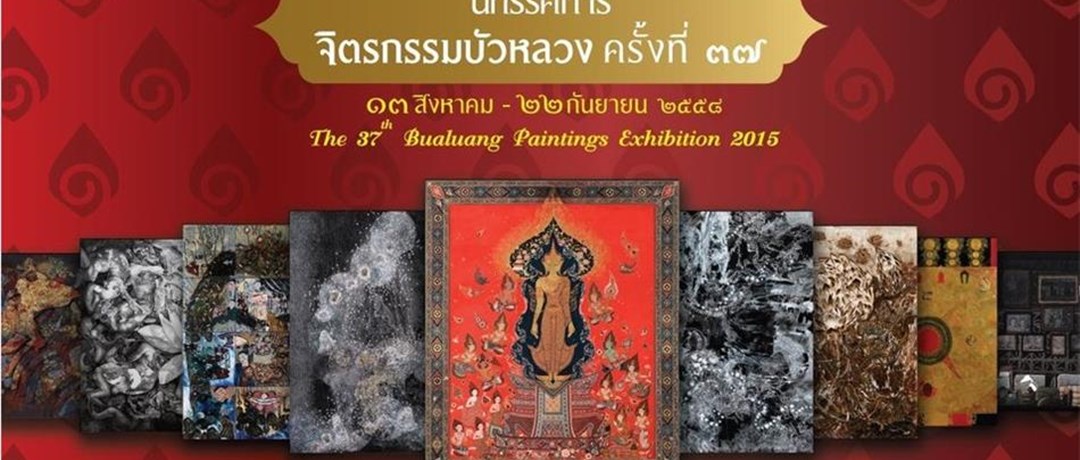 นิทรรศการ
จิตรกรรมบัวหลวง ครั้งที่ ๓๗
๑๓ สิงหาคม - ๒๒ กันยายน ๒๕๕๘
The 37th Bualuang Paintings Exhibition 2015